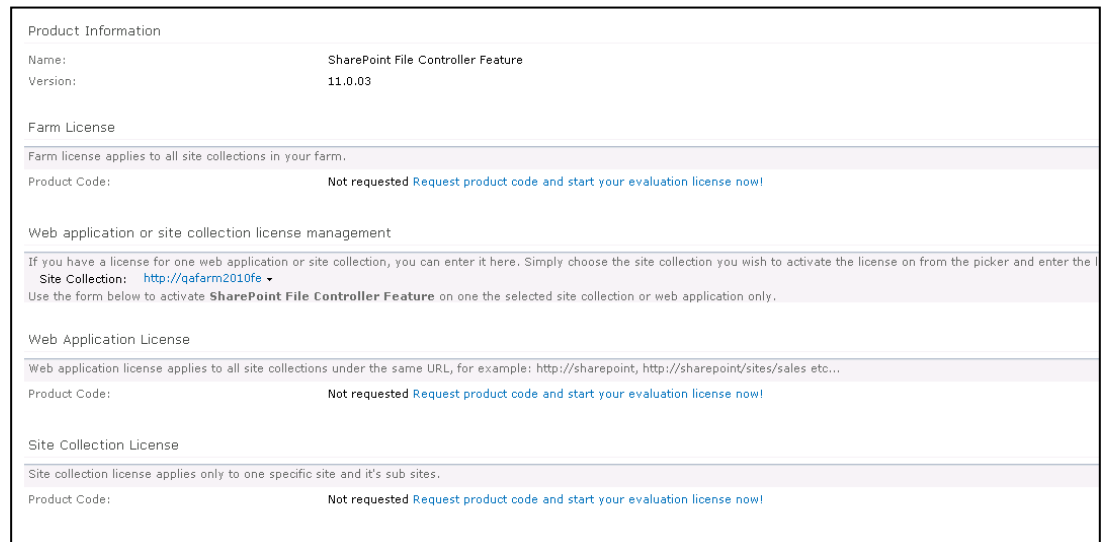 Product Information
Name: SharePoint File Controller Feature
Version: 11.0.03
Farm License
Farm license applies to all site collections in your farm.
Product Code: Not requested Request product code and start your evaluation license now!
Web application or site collection license management
If you have a license for one web application or site collection, you can enter it here. Simply choose the site collection you wish to activate the license on from the picker and enter the l
Site Collection: http://qafarm2010fe
Use the form below to activate SharePoint File Controller Feature on one the selected site collection or web application only.
Web Application License
Web application license applies to all site collections under the same URL, for example: http://sharepoint, http://sharepoint/sites/sales etc...
Product Code: Not requested Request product code and start your evaluation license now!
Site Collection License
Site collection license applies only to one specific site and it's sub sites.
Product Code: Not requested Request product code and start your evaluation license now!